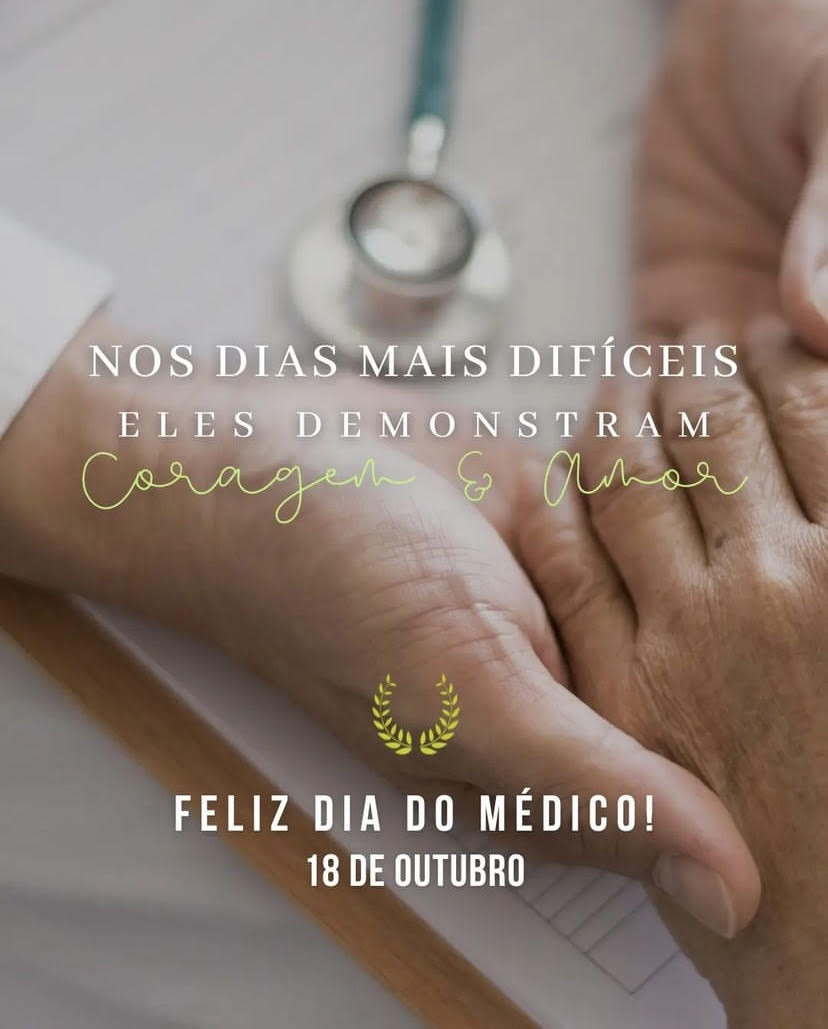 NOS DIAS MAIS DIFÍCEIS
ELES DEMONSTRAM
Coragem & Amor
FELIZ DIA DO MÉDICO!
18 DE OUTUBRO